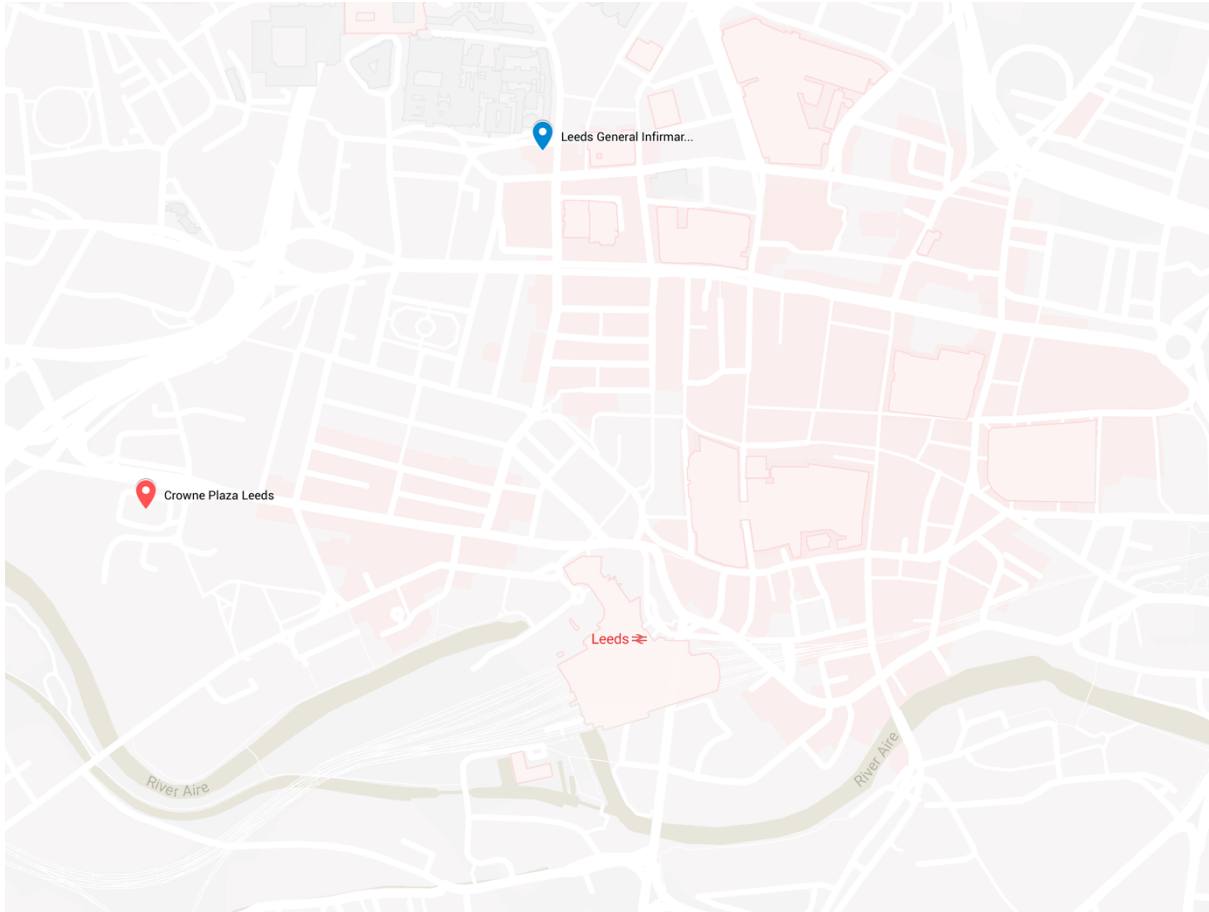 Leeds General Infirmar...
Crowne Plaza Leeds
Leeds
River Aire
River Aire